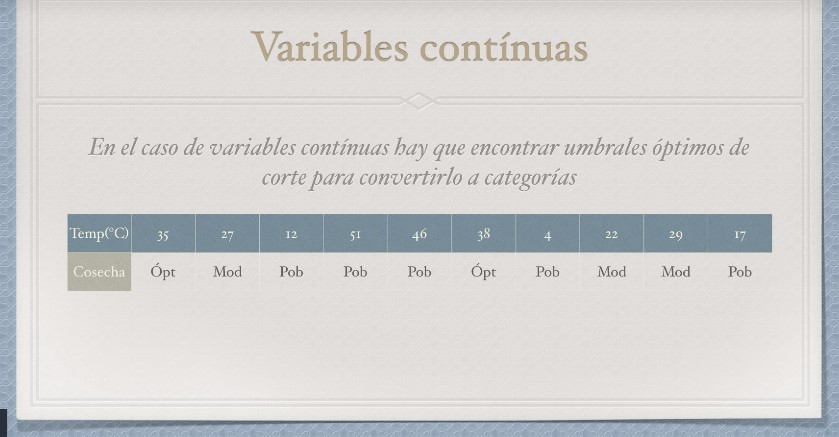 Variables contínuas
En el caso de variables contínuas hay que encontrar umbrales óptimos de
corte para convertirlo a categorías
Temp(°C) 35 27 12 51 46 38 4 22 29 17
Cosecha Ópt Mod Pob Pob Pob Ópt Pob Mod Mod Pob